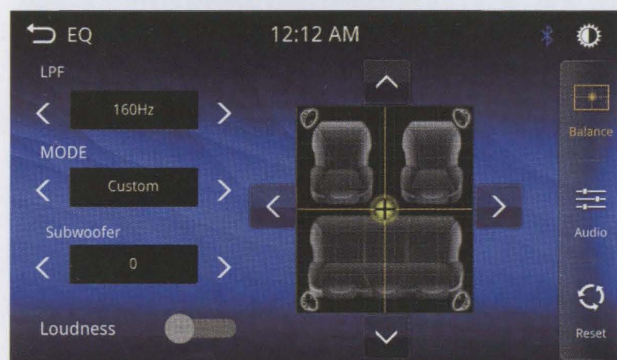 EQ
12:12 AM
LPF
160Hz
MODE
Custom
Subwoofer
0
Loudness
Balance
Audio
Reset